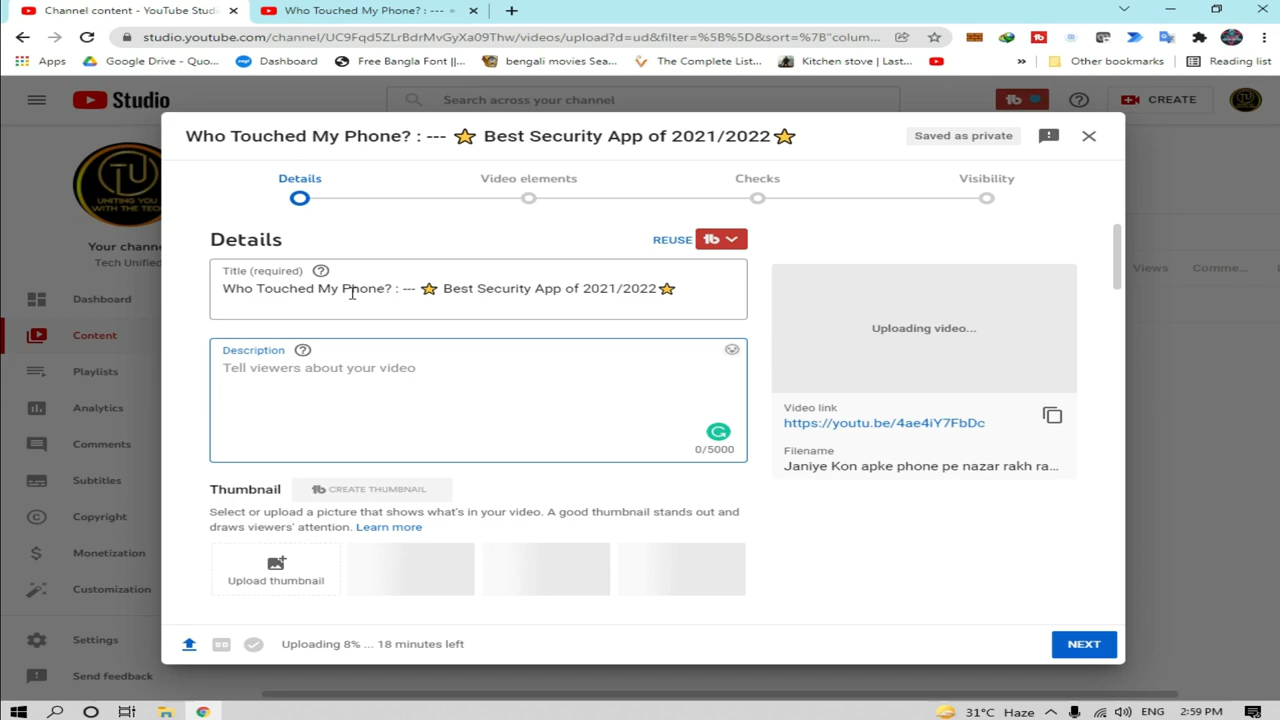 Channel content - YouTube Studi
Who Touched My Phone? : ---
studio.youtube.com/channel/UC9Fqd5ZLrBdrMvGyXa09Thw/videos/upload?d=ud&filter=%5B%5D&sort=%7B"colum...
Apps
Google Drive - Quo...
Dashboard
Free Bangla Font ||...
bengali movies Sea...
The Complete List...
Kitchen stove | Last...
»
Other bookmarks
Reading list
Studio
Search across your channel
CREATE
Who Touched My Phone? : --- ⭐ Best Security App of 2021/2022⭐
Saved as private
Details
Video elements
Checks
Visibility
UNITING YOU
WITH THE TECH
Your chann
Tech Unified
Dashboard
Content
Playlists
Analytics
Comments
Subtitles
Copyright
Monetization
Customization
Settings
Send feedback
Details
REUSE
Title (required)
Who Touched My Phone? : --- ⭐ Best Security App of 2021/2022⭐
Description
Tell viewers about your video
0/5000
Thumbnail
CREATE THUMBNAIL
Select or upload a picture that shows what's in your video. A good thumbnail stands out and
draws viewers' attention. Learn more
Upload thumbnail
Uploading video...
Video link
https://youtu.be/4ae4iY7FbDc
Filename
Janiye Kon apke phone pe nazar rakh ra...
Views
Comme...
Uploading 8% ... 18 minutes left
NEXT
31°C Haze
ENG
2:59 PM